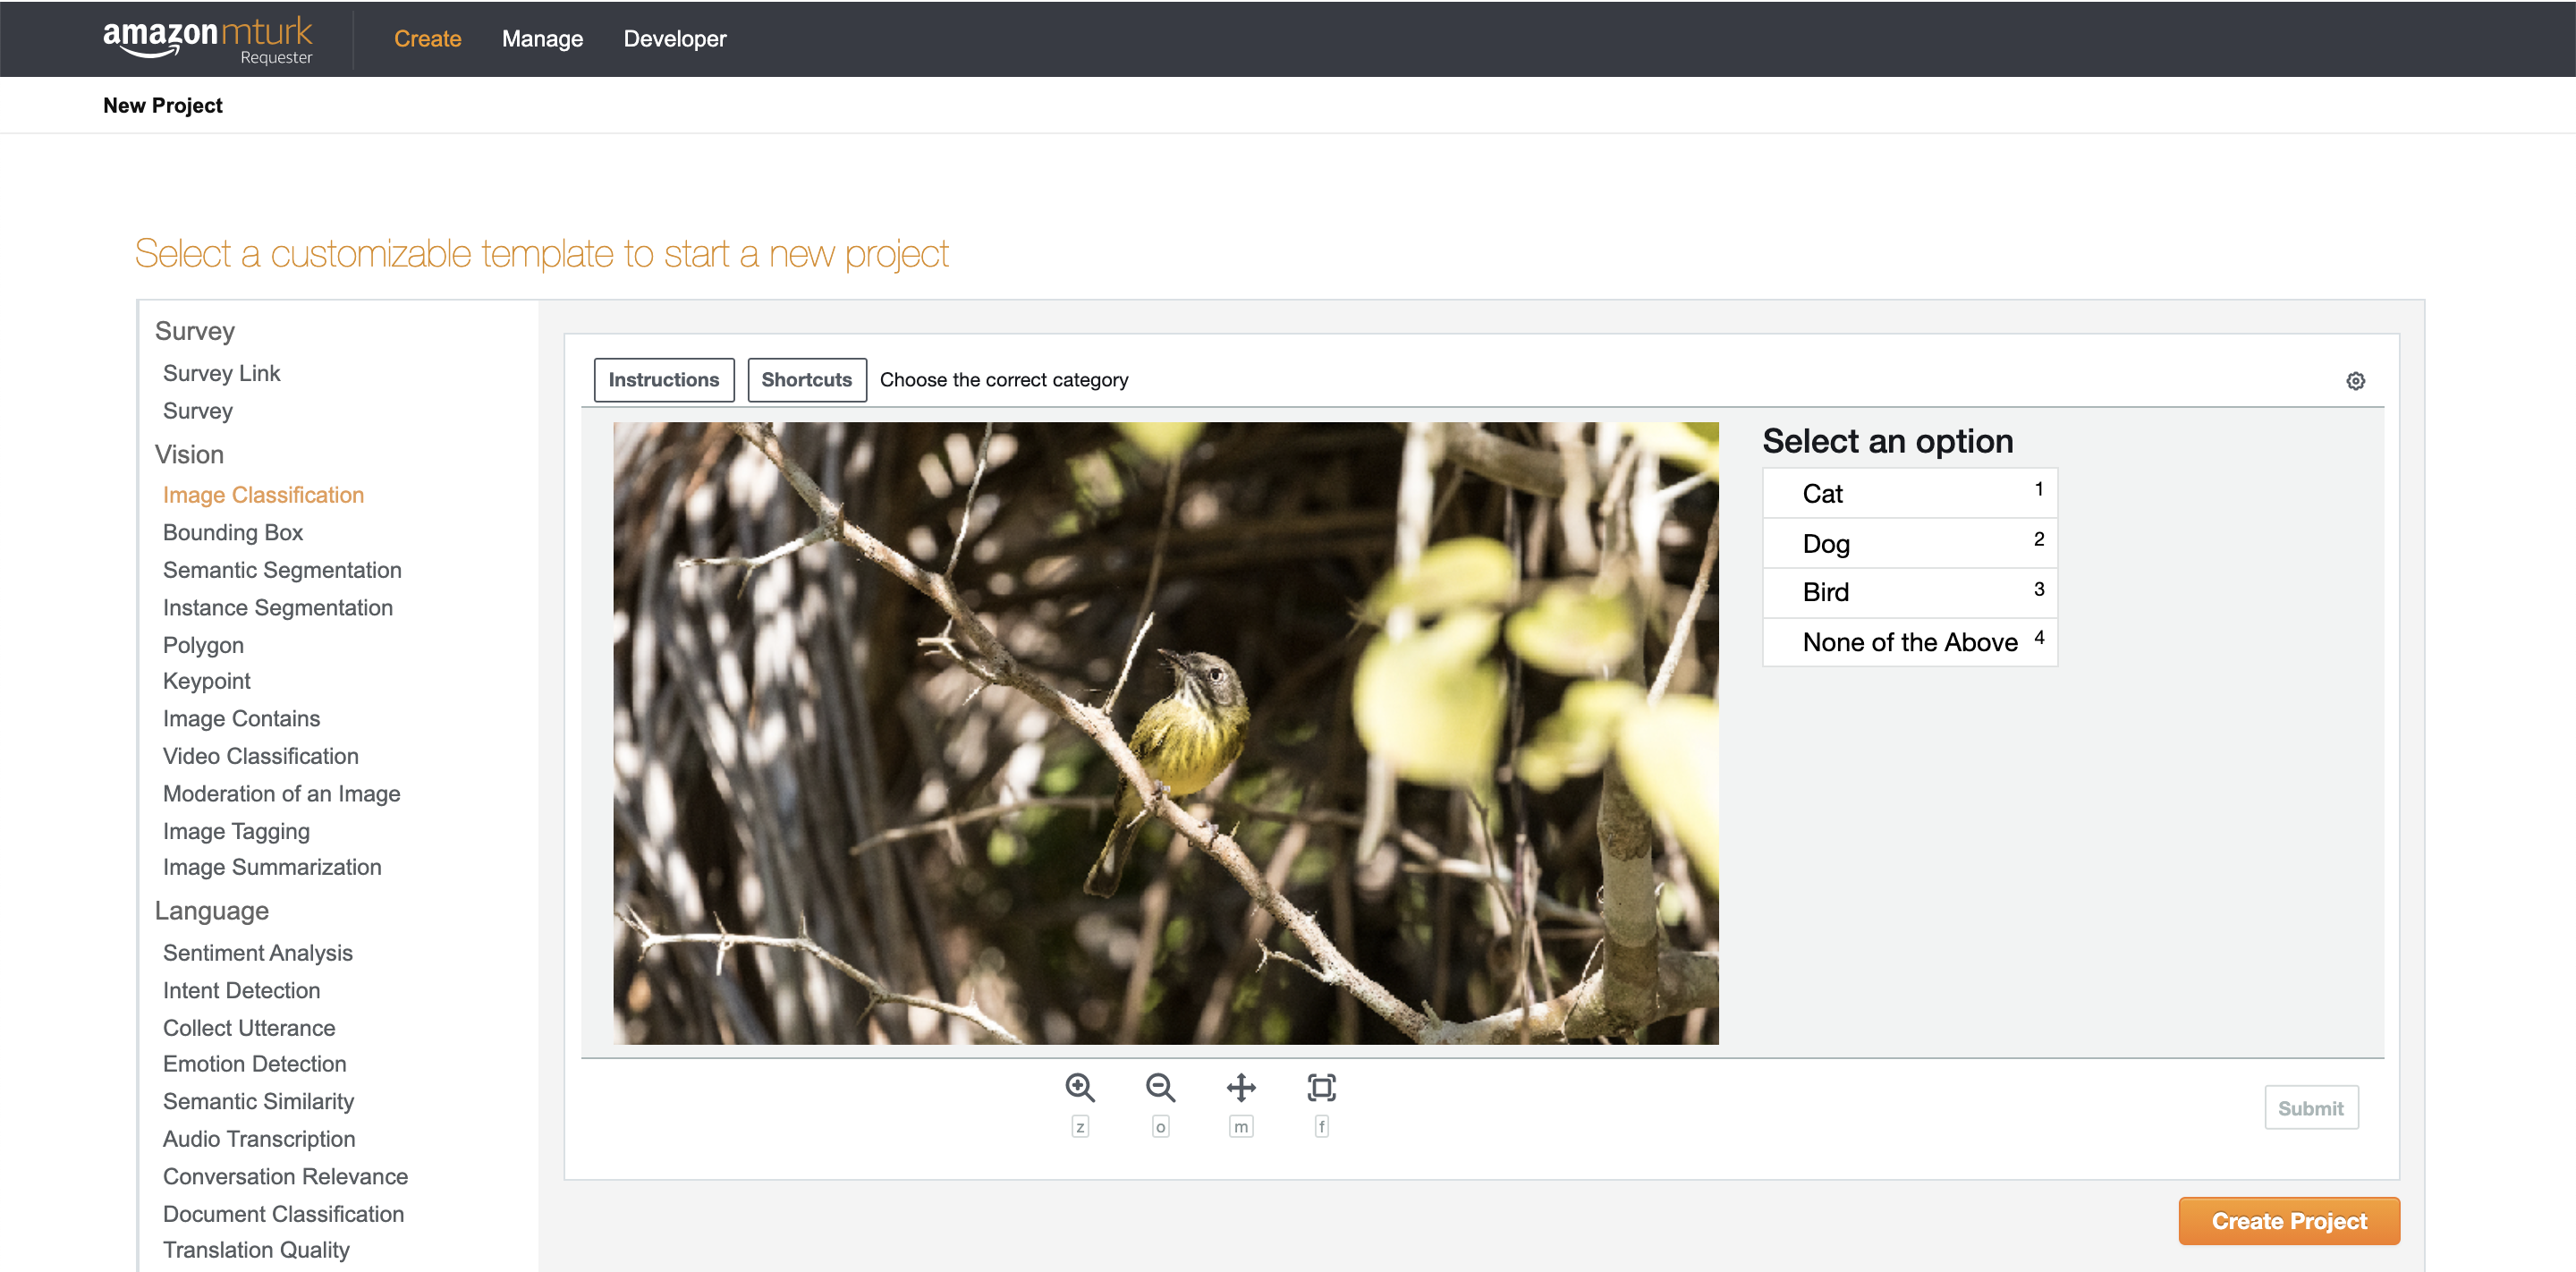 amazonmturk
Requester
Create Manage Developer
New Project
Select a customizable template to start a new project
Survey
Survey Link
Survey
Vision
Image Classification
Bounding Box
Semantic Segmentation
Instance Segmentation
Polygon
Keypoint
Image Contains
Video Classification
Moderation of an Image
Image Tagging
Image Summarization
Language
Sentiment Analysis
Intent Detection
Collect Utterance
Emotion Detection
Semantic Similarity
Audio Transcription
Conversation Relevance
Document Classification
Translation Quality
Instructions Shortcuts Choose the correct category
Select an option
Cat 1
Dog 2
Bird 3
None of the Above 4
z o m f
Submit
Create Project